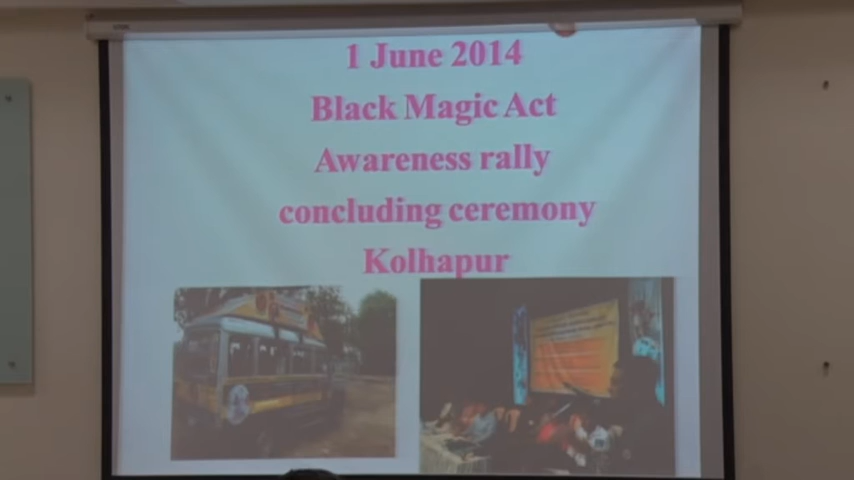 1 June 2014
Black Magic Act
Awareness rally
concluding ceremony
Kolhapur